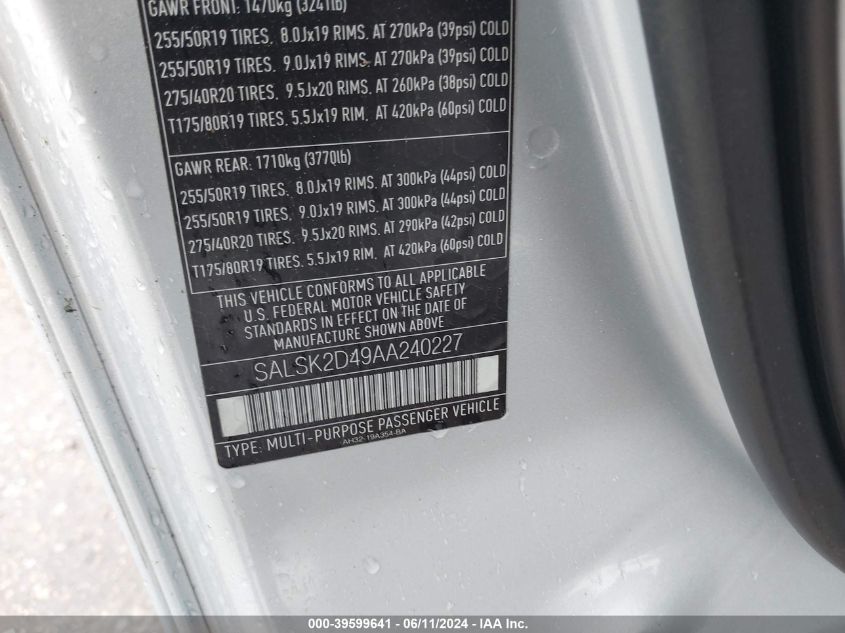 GAWR FRONT: 1470kg (3241lb)
255/50R19 TIRES. 8.0Jx19 RIMS. AT 270kPa (39psi) COLD
255/50R19 TIRES. 9.0Jx19 RIMS. AT 270kPa (39psi) COLD
275/40R20 TIRES. 9.5Jx20 RIMS. AT 260kPa (38psi) COLD
T175/80R19 TIRES. 5.5Jx19 RIM. AT 420kPa (60psi) COLD
GAWR REAR: 1710kg (3770lb)
255/50R19 TIRES. 8.0Jx19 RIMS. AT 300kPa (44psi) COLD
255/50R19 TIRES. 9.0Jx19 RIMS. AT 300kPa (44psi) COLD
275/40R20 TIRES. 9.5Jx20 RIMS. AT 290kPa (42psi) COLD
T175/80R19 TIRES. 5.5Jx19 RIM. AT 420kPa (60psi) COLD
THIS VEHICLE CONFORMS TO ALL APPLICABLE
U.S. FEDERAL MOTOR VEHICLE SAFETY
STANDARDS IN EFFECT ON THE DATE OF
MANUFACTURE SHOWN ABOVE
SALSK2D49AA240227
TYPE: MULTI-PURPOSE PASSENGER VEHICLE
AH32-19A354-BA
000-39599641 - 06/11/2024 - IAA, Inc.